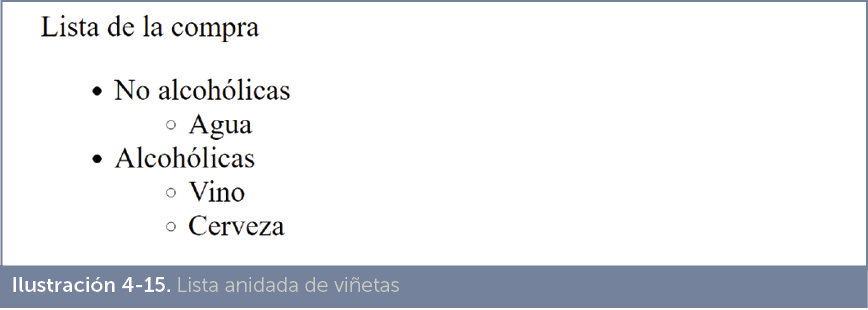 Lista de la compra
• No alcohólicas
○ Agua
• Alcohólicas
○ Vino
○ Cerveza
Ilustración 4-15. Lista anidada de viñetas